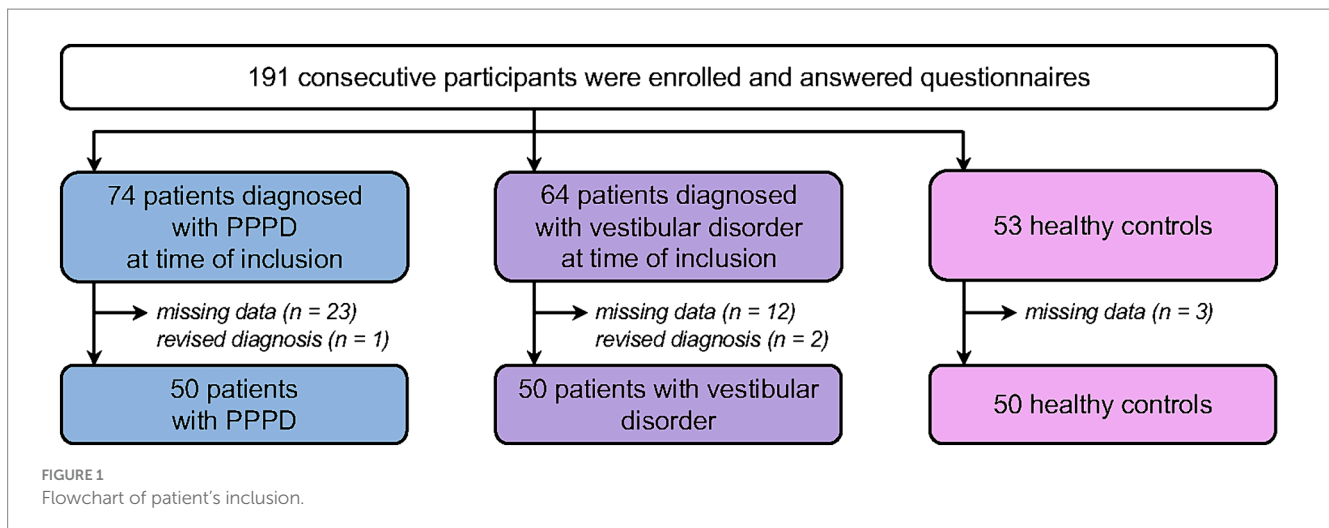 191 consecutive participants were enrolled and answered questionnaires
74 patients diagnosed
with PPPD
at time of inclusion
64 patients diagnosed
with vestibular disorder
at time of inclusion
53 healthy controls
missing data (n = 23)
revised diagnosis (n = 1)
missing data (n = 12)
revised diagnosis (n = 2)
missing data (n = 3)
50 patients
with PPPD
50 patients with vestibular
disorder
50 healthy controls
FIGURE 1
Flowchart of patient's inclusion.